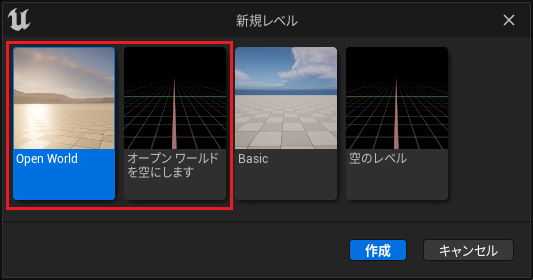 新規レベル
Open World
オープン ワールド
を空にします
Basic
空のレベル
作成
キャンセル